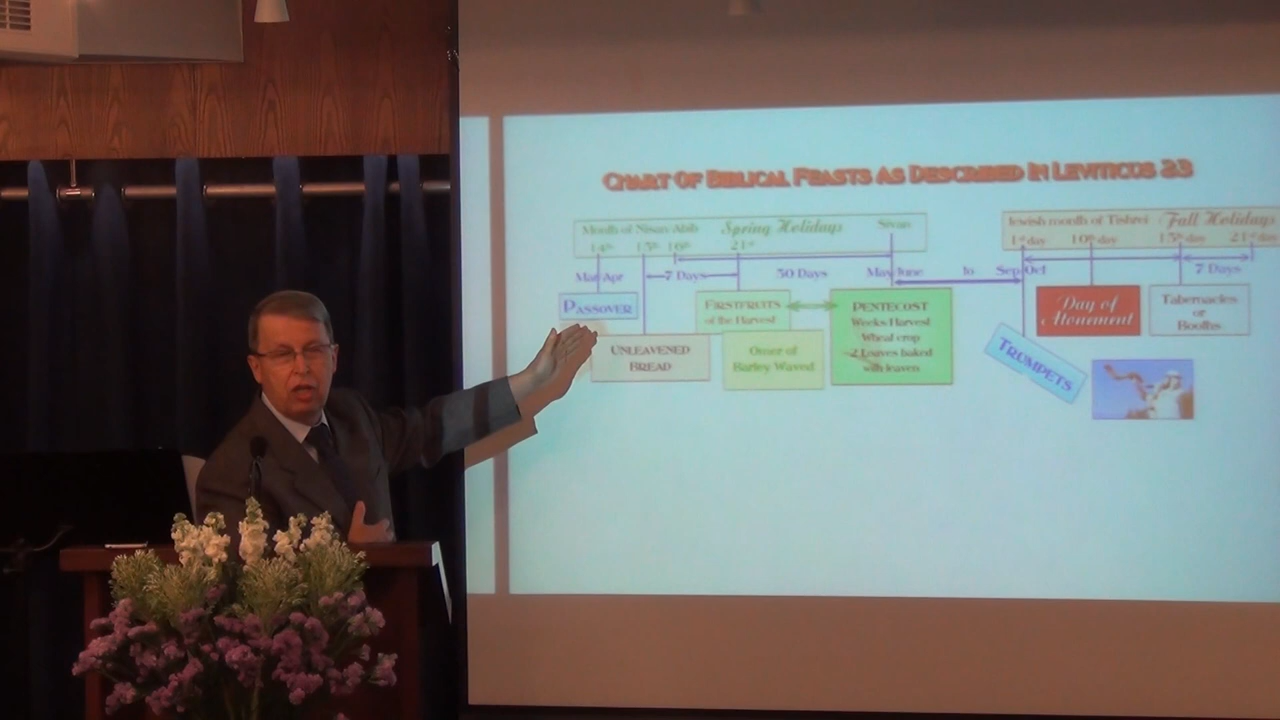 CHART OF BIBLICAL FEASTS AS DESCRIBED IN LEVITICUS 23
Month of Nisan Abib Spring Holidays Sivan
14th 15th 16th 21st
Jewish month of Tishrei Fall Holidays
1st day 10th day 15th day 21st day
Mar Apr 7 Days 50 Days May June to Sep Oct 7 Days
PASSOVER
FIRSTFRUITS
of the Harvest
UNLEAVENED
BREAD
Omer of
Barley Waved
PENTECOST
Weeks Harvest
Wheat crop
2 Loaves baked
with leaven
TRUMPETS
Day of
Atonement
Tabernacles
or
Booths